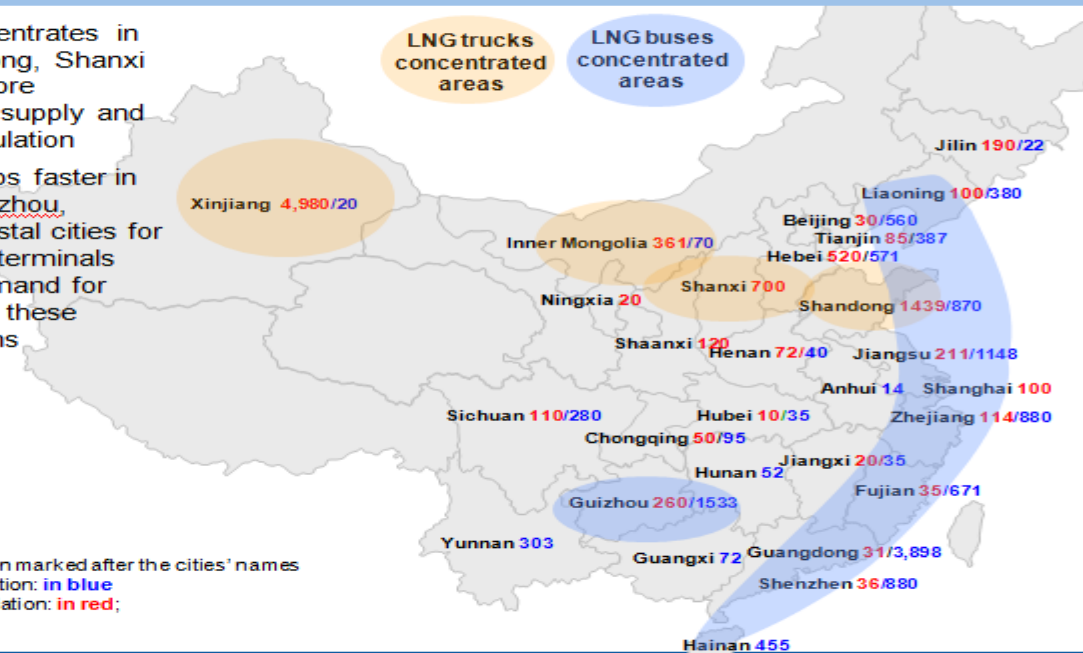 entrates in
ong, Shanxi
ore
supply and
ulation
os faster in
zhou,
stal cities for
terminals
mand for
these
ns
LNG trucks
concentrated
areas
LNG buses
concentrated
areas
Jilin 190/22
Liaoning 100/380
Xinjiang 4,980/20
Beijing 30/560
Tianjin 85/387
Inner Mongolia 361/70
Hebei 520/571
Shanxi 700
Ningxia 20
Shandong 1439/870
Shaanxi 120
Henan 72/40
Jiangsu 211/1148
Anhui 14
Shanghai 100
Sichuan 110/280
Hubei 10/35
Zhejiang 114/880
Chongqing 50/95
Jiangxi 20/35
Hunan 52
Fujian 35/671
Guizhou 260/1533
Yunnan 303
Guangxi 72
Guangdong 31/3,898
n marked after the cities' names
tion: in blue
ation: in red;
Shenzhen 36/880
Hainan 455